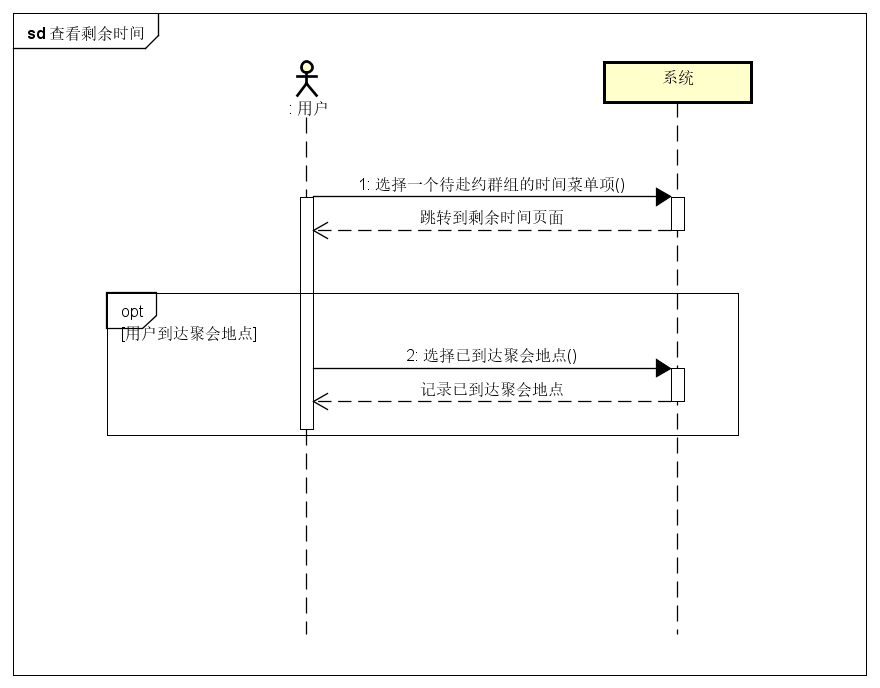 sd 查看剩余时间
: 用户
系统
1: 选择一个待赴约群组的时间菜单项()
跳转到剩余时间页面
opt
[用户到达聚会地点]
2: 选择已到达聚会地点()
记录已到达聚会地点